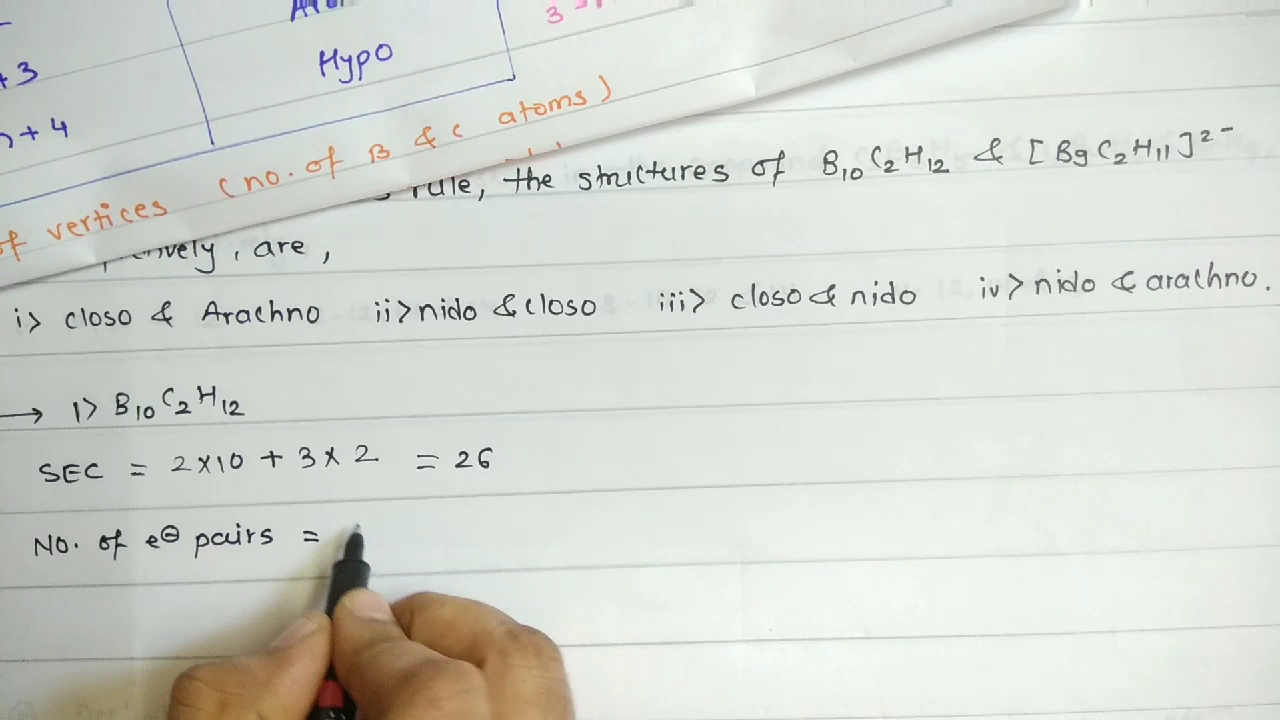 +3
Hypo
n + 4
3
(no. of B & C atoms)
of vertices
rule, the structures of B₁₀C₂H₁₂ & [B₉C₂H₁₁]²⁻
ively, are,
i> closo & Arachno ii> nido & closo iii> closo & nido iv> nido & arachno.
→ 1> B₁₀C₂H₁₂
SEC = 2×10 + 3×2 = 26
No. of e⊖ pairs =